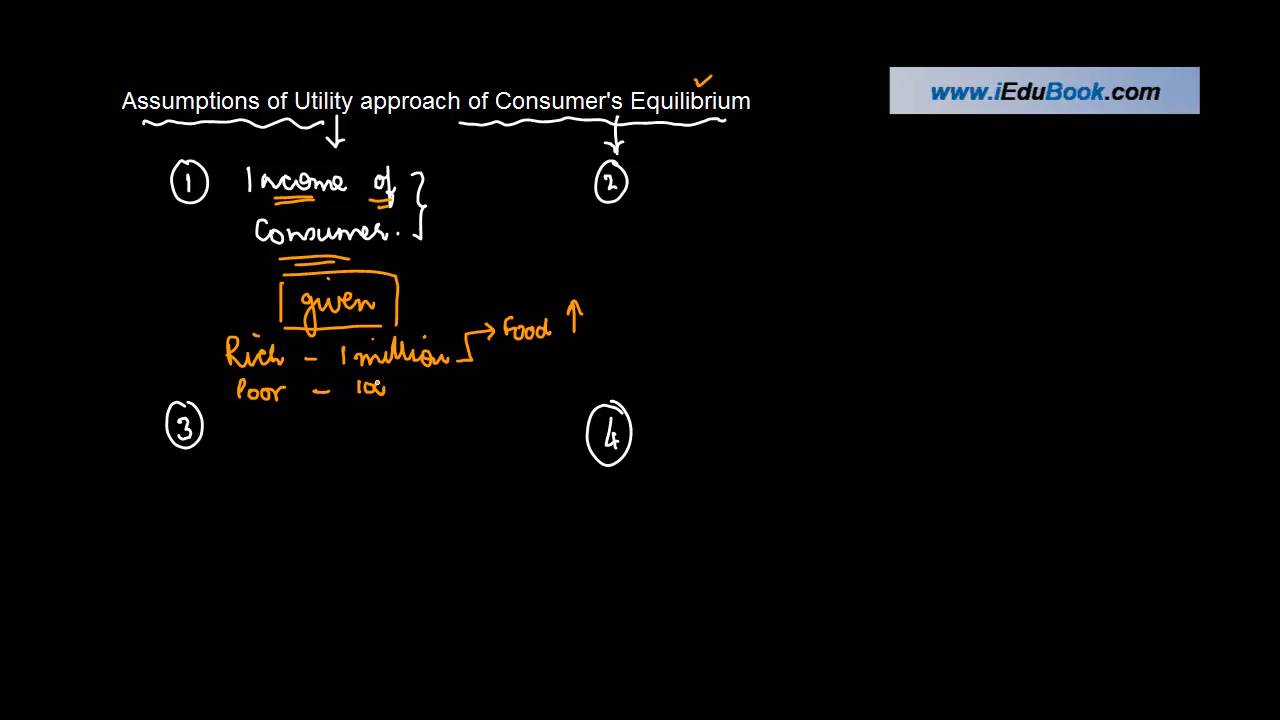 www.iEduBook.com
Assumptions of Utility approach of Consumer's Equilibrium
1 Income of
Consumer.
given
Rich - 1 million → Food ↑
Poor - 100
2
3
4